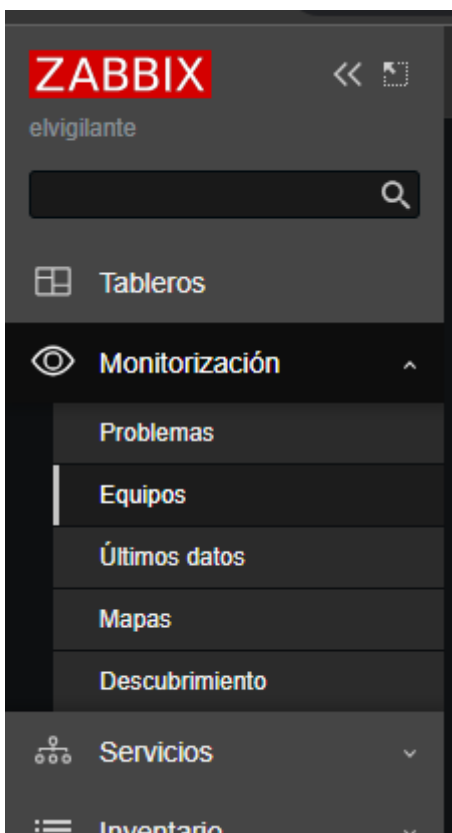 ZABBIX
elvigilante
Tableros
Monitorización
Problemas
Equipos
Últimos datos
Mapas
Descubrimiento
Servicios
Inventario